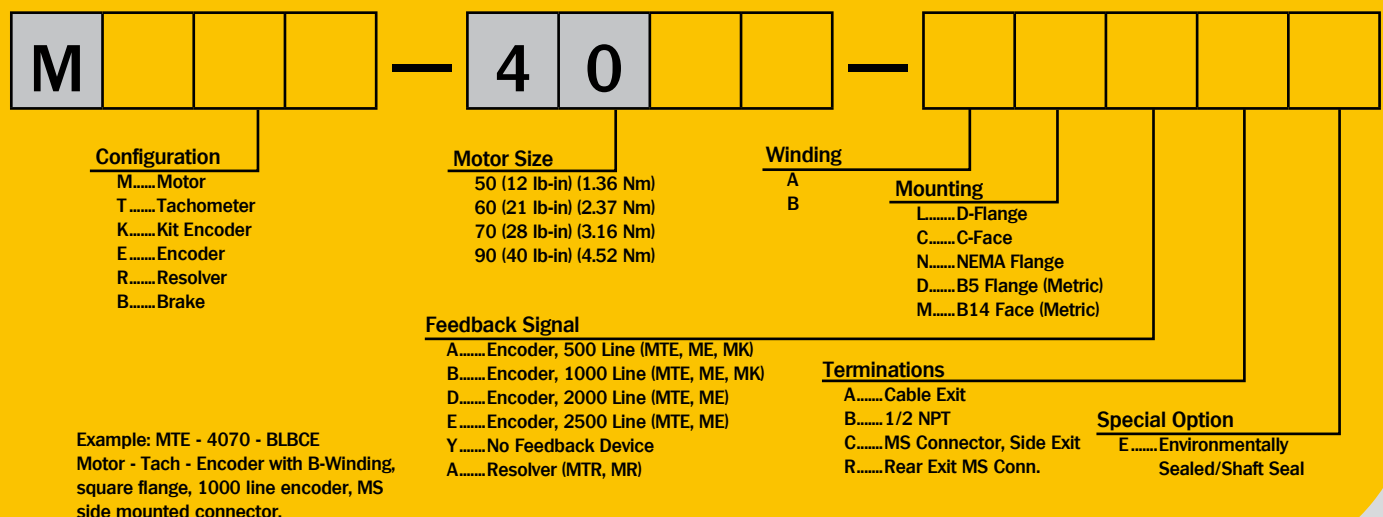 M — 4 0 —
Configuration
M......Motor
T.......Tachometer
K.......Kit Encoder
E.......Encoder
R.......Resolver
B.......Brake
Motor Size
50 (12 lb-in) (1.36 Nm)
60 (21 lb-in) (2.37 Nm)
70 (28 lb-in) (3.16 Nm)
90 (40 lb-in) (4.52 Nm)
Winding
A
B
Mounting
L.......D-Flange
C.......C-Face
N.......NEMA Flange
D.......B5 Flange (Metric)
M......B14 Face (Metric)
Feedback Signal
A.......Encoder, 500 Line (MTE, ME, MK)
B.......Encoder, 1000 Line (MTE, ME, MK)
D.......Encoder, 2000 Line (MTE, ME)
E.......Encoder, 2500 Line (MTE, ME)
Y.......No Feedback Device
A.......Resolver (MTR, MR)
Terminations
A.......Cable Exit
B.......1/2 NPT
C.......MS Connector, Side Exit
R.......Rear Exit MS Conn.
Special Option
E.......Environmentally
Sealed/Shaft Seal
Example: MTE - 4070 - BLBCE
Motor - Tach - Encoder with B-Winding,
square flange, 1000 line encoder, MS
side mounted connector.